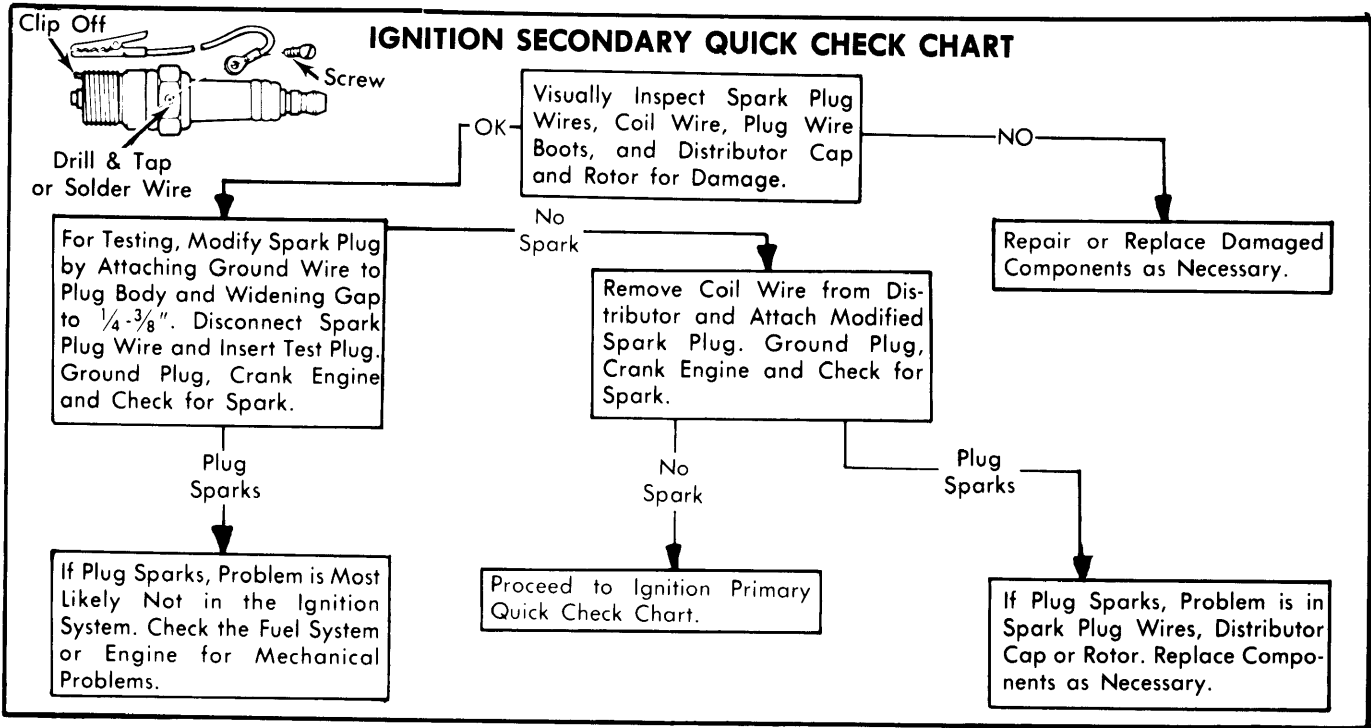 Clip Off
IGNITION SECONDARY QUICK CHECK CHART
Screw
Drill & Tap
or Solder Wire
Visually Inspect Spark Plug
Wires, Coil Wire, Plug Wire
Boots, and Distributor Cap
and Rotor for Damage.
OK
NO
For Testing, Modify Spark Plug
by Attaching Ground Wire to
Plug Body and Widening Gap
to 1/4-3/8". Disconnect Spark
Plug Wire and Insert Test Plug.
Ground Plug, Crank Engine
and Check for Spark.
No
Spark
Repair or Replace Damaged
Components as Necessary.
Remove Coil Wire from Dis-
tributor and Attach Modified
Spark Plug. Ground Plug,
Crank Engine and Check for
Spark.
Plug
Sparks
No
Spark
Plug
Sparks
If Plug Sparks, Problem is Most
Likely Not in the Ignition
System. Check the Fuel System
or Engine for Mechanical
Problems.
Proceed to Ignition Primary
Quick Check Chart.
If Plug Sparks, Problem is in
Spark Plug Wires, Distributor
Cap or Rotor. Replace Compo-
nents as Necessary.